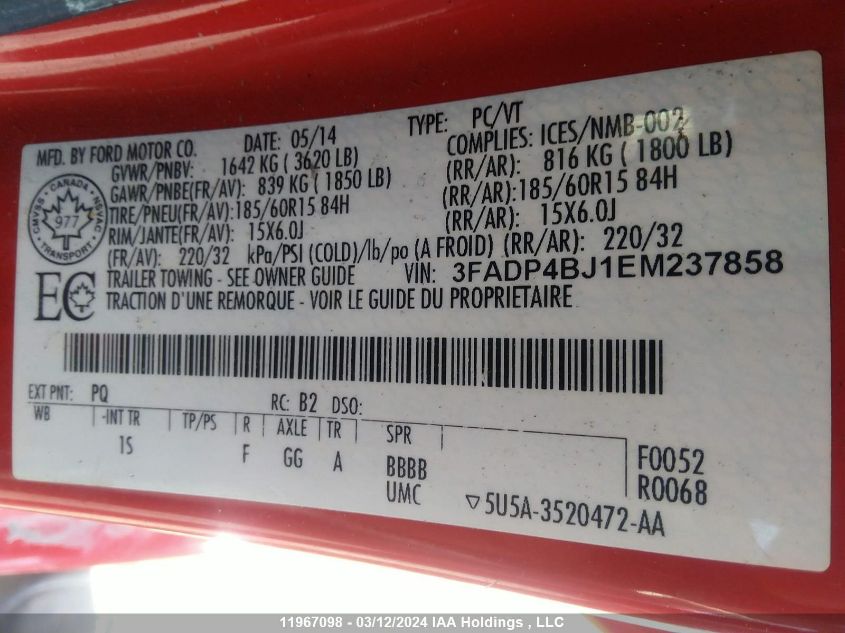 MFD. BY FORD MOTOR CO. DATE: 05/14 TYPE: PC/VT
GVWR/PNBV: 1642 KG ( 3620 LB) COMPLIES: ICES/NMB-002
GAWR/PNBE(FR/AV): 839 KG ( 1850 LB) (RR/AR): 816 KG ( 1800 LB)
TIRE/PNEU(FR/AV):185/60R15 84H (RR/AR):185/60R15 84H
RIM/JANTE(FR/AV): 15X6.0J (RR/AR): 15X6.0J
(FR/AV): 220/32 kPa/PSI (COLD)/lb/po (A FROID) (RR/AR): 220/32
TRAILER TOWING - SEE OWNER GUIDE VIN: 3FADP4BJ1EM237858
TRACTION D'UNE REMORQUE - VOIR LE GUIDE DU PROPRIETAIRE
CMVSS • CANADA • NSVAC
977
TRANSPORT
EC
EXT PNT: PQ RC: B2 DSO:
WB -INT TR TP/PS R AXLE TR SPR
1S F GG A BBBB F0052
UMC R0068
▽5U5A-3520472-AA
11967098 - 03/12/2024 IAA Holdings , LLC